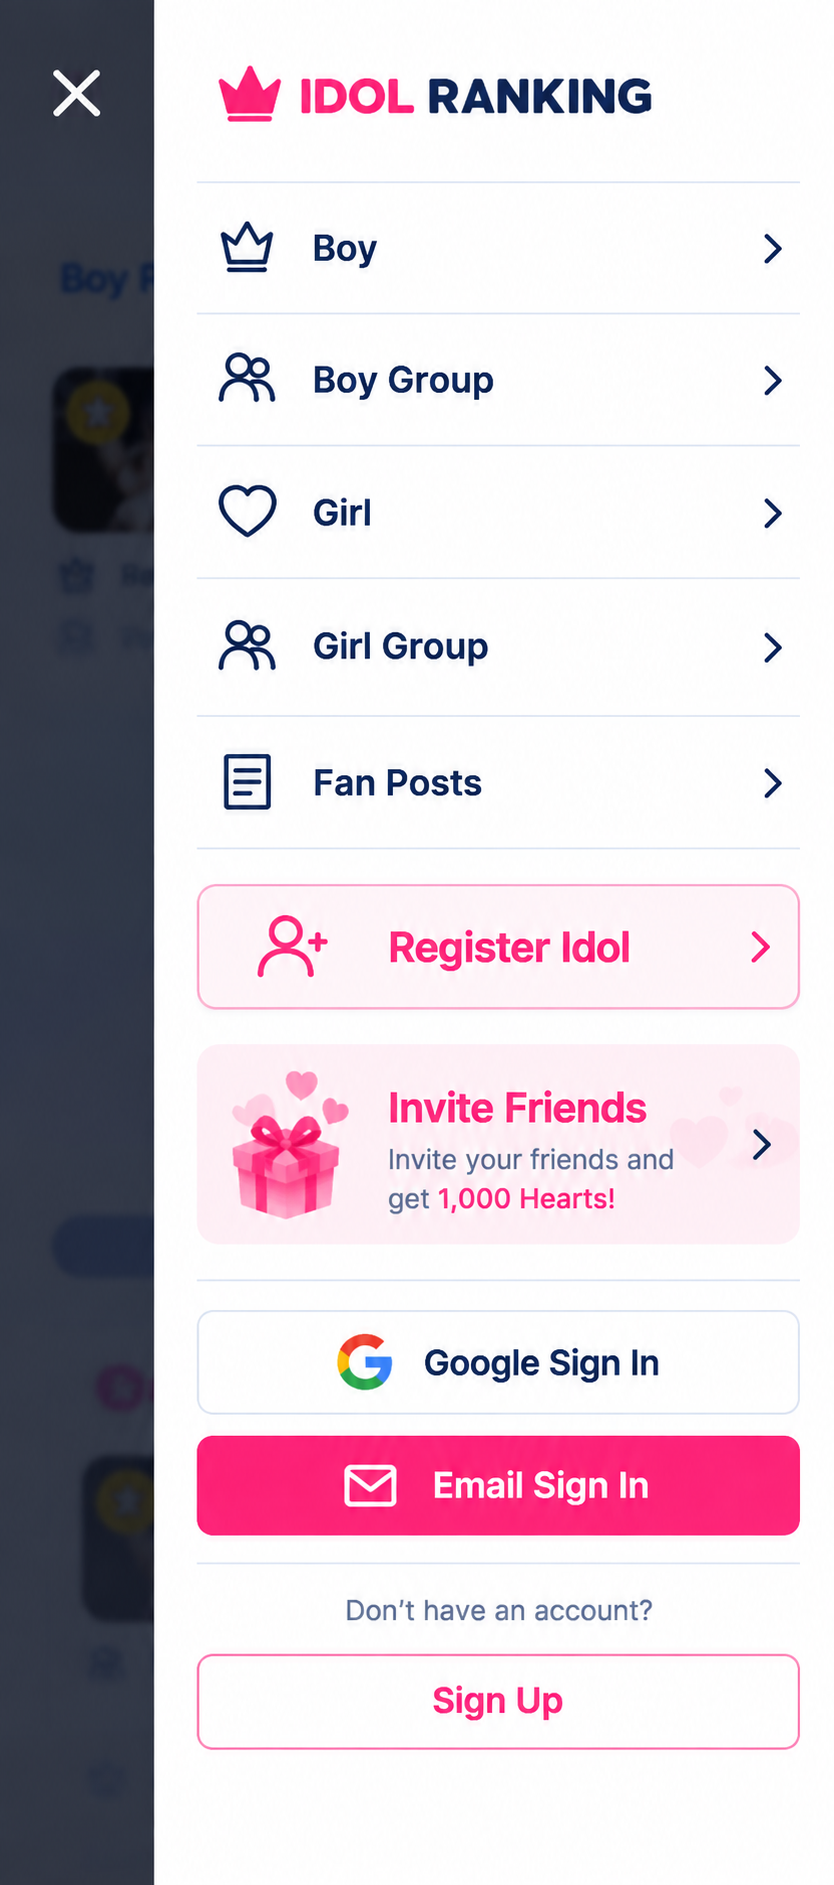 IDOL RANKING
Boy
Boy Group
Girl
Girl Group
Fan Posts
Register Idol
Invite Friends
Invite your friends and
get 1,000 Hearts!
Google Sign In
Email Sign In
Don't have an account?
Sign Up
Boy